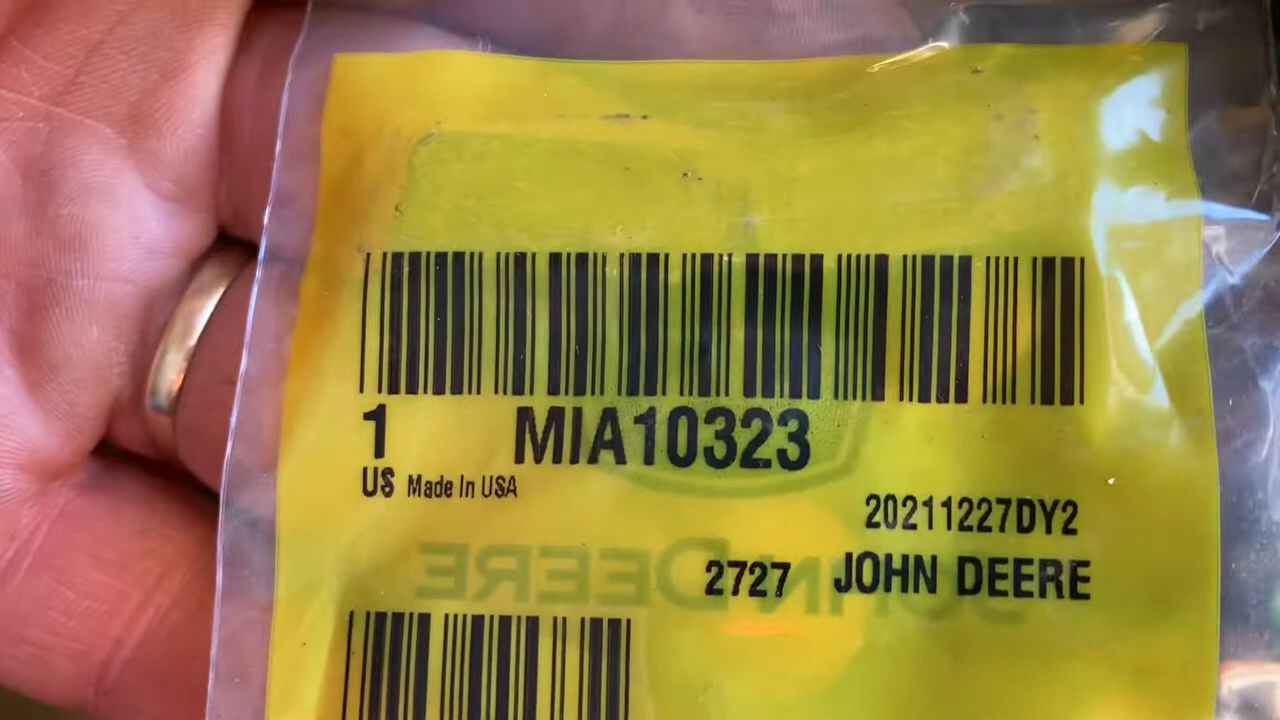 1 MIA10323
US Made In USA
20211227DY2
2727 JOHN DEERE
JOHN DEERE